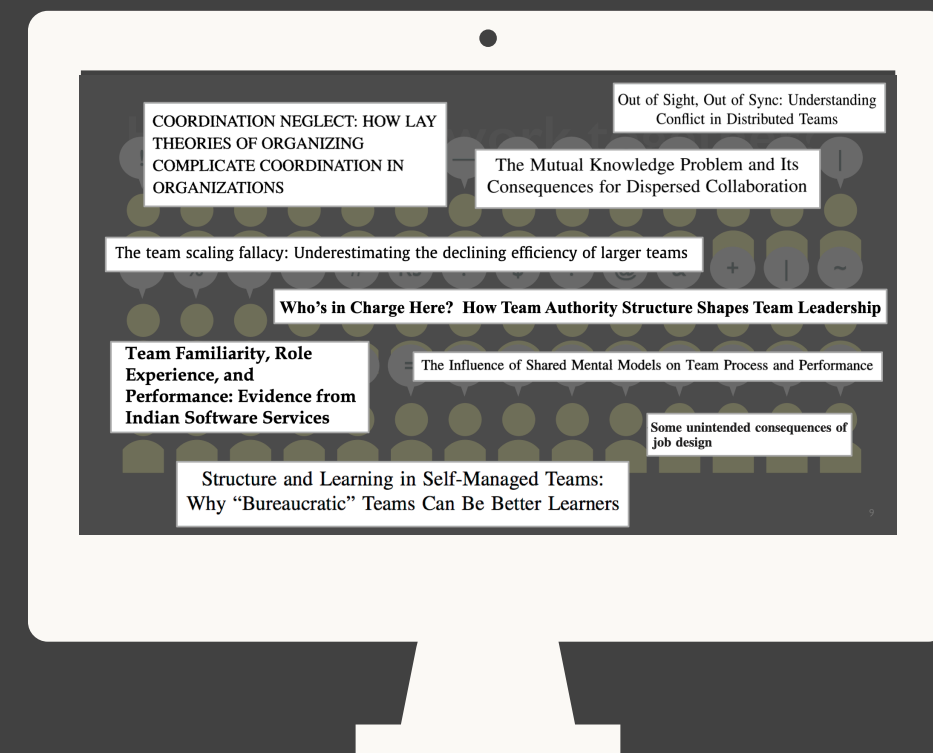 Out of Sight, Out of Sync: Understanding
Conflict in Distributed Teams
COORDINATION NEGLECT: HOW LAY
THEORIES OF ORGANIZING
COMPLICATE COORDINATION IN
ORGANIZATIONS
The Mutual Knowledge Problem and Its
Consequences for Dispersed Collaboration
The team scaling fallacy: Underestimating the declining efficiency of larger teams
+ | ~
Who’s in Charge Here? How Team Authority Structure Shapes Team Leadership
Team Familiarity, Role
Experience, and
Performance: Evidence from
Indian Software Services
The Influence of Shared Mental Models on Team Process and Performance
Some unintended consequences of
job design
Structure and Learning in Self-Managed Teams:
Why “Bureaucratic” Teams Can Be Better Learners
9